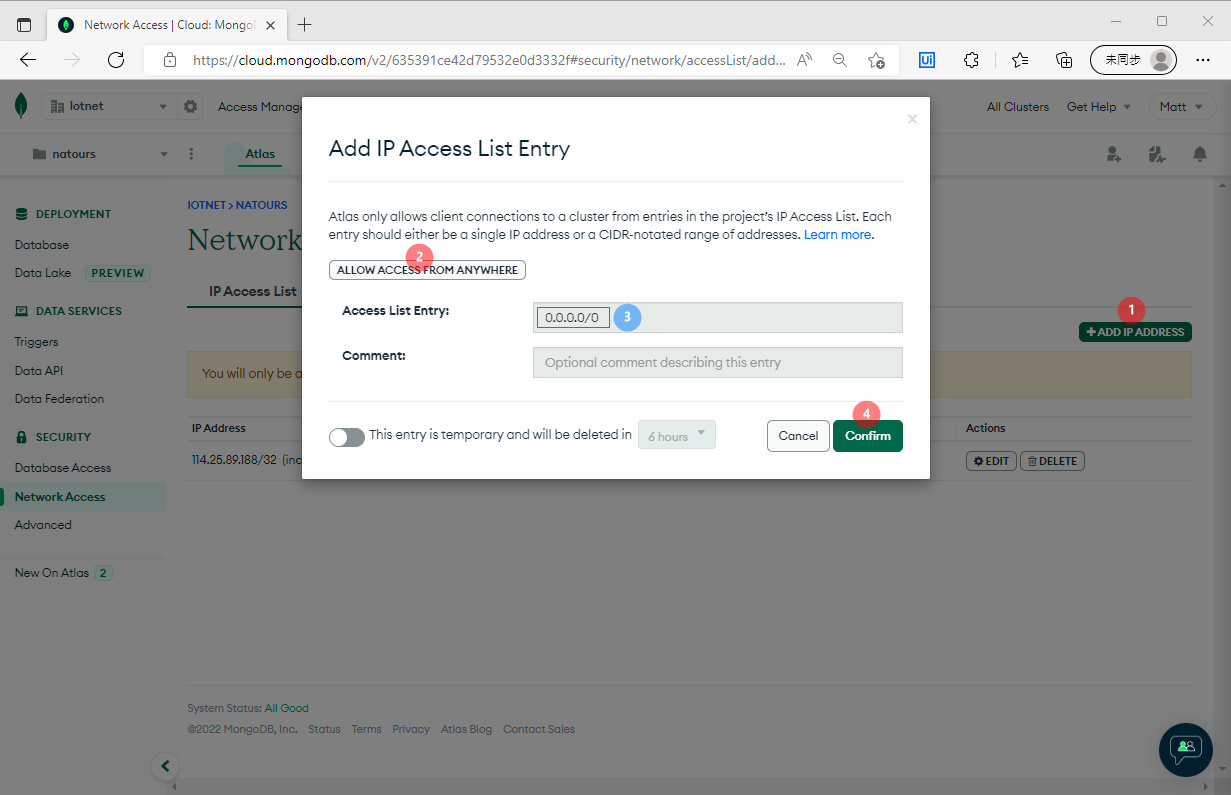 Network Access | Cloud: MongoD
https://cloud.mongodb.com/v2/635391ce42d79532e0d3332f#security/network/accessList/add...
未同步
Iotnet
Access Manag
All Clusters
Get Help
Matt
natours
Atlas
DEPLOYMENT
Database
Data Lake PREVIEW
DATA SERVICES
Triggers
Data API
Data Federation
SECURITY
Database Access
Network Access
Advanced
New On Atlas 2
IOTNET > NATOURS
Network
IP Access List
1
+ ADD IP ADDRESS
You will only be a
IP Address
Actions
114.25.89.188/32 (inc
EDIT
DELETE
Add IP Access List Entry
Atlas only allows client connections to a cluster from entries in the project's IP Access List. Each
entry should either be a single IP address or a CIDR-notated range of addresses. Learn more.
2
ALLOW ACCESS FROM ANYWHERE
Access List Entry:
0.0.0.0/0
3
Comment:
Optional comment describing this entry
This entry is temporary and will be deleted in
6 hours
Cancel
4
Confirm
System Status: All Good
©2022 MongoDB, Inc. Status Terms Privacy Atlas Blog Contact Sales